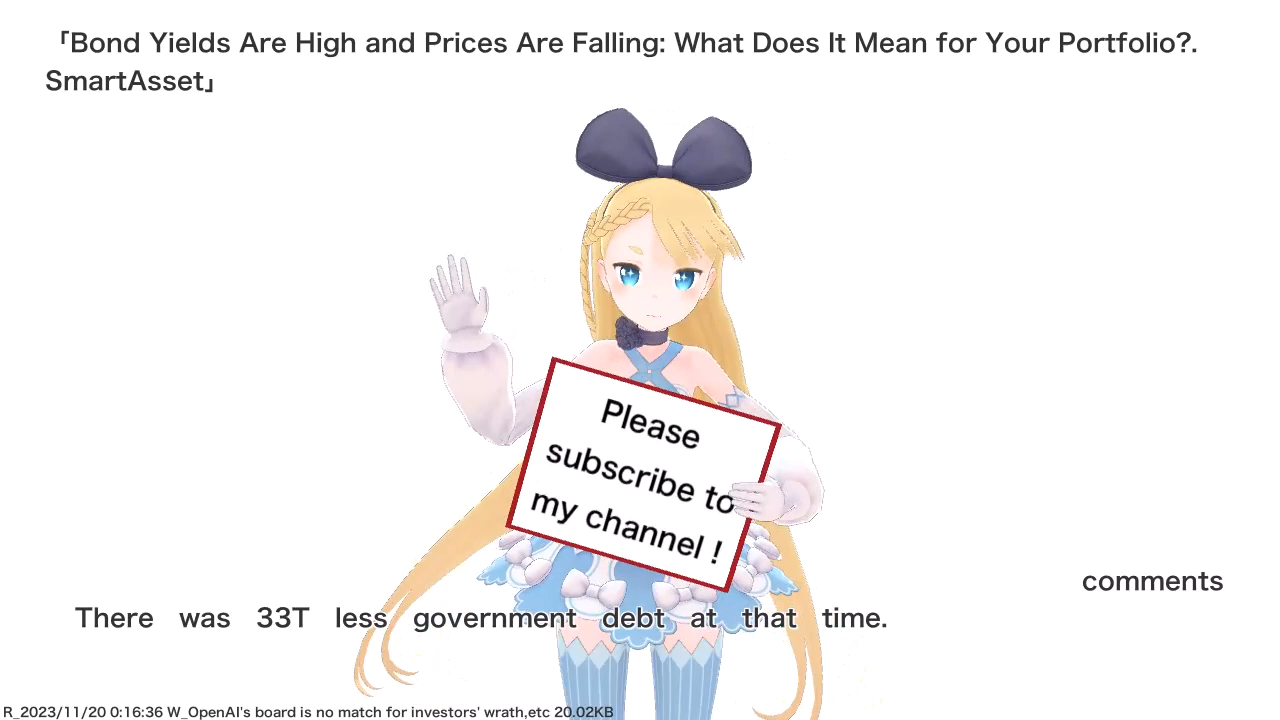 「Bond Yields Are High and Prices Are Falling: What Does It Mean for Your Portfolio?.
SmartAsset」
Please
subscribe to
my channel !
comments
There was 33T less government debt at that time.
R_2023/11/20 0:16:36 W_OpenAI's board is no match for investors' wrath,etc 20.02KB